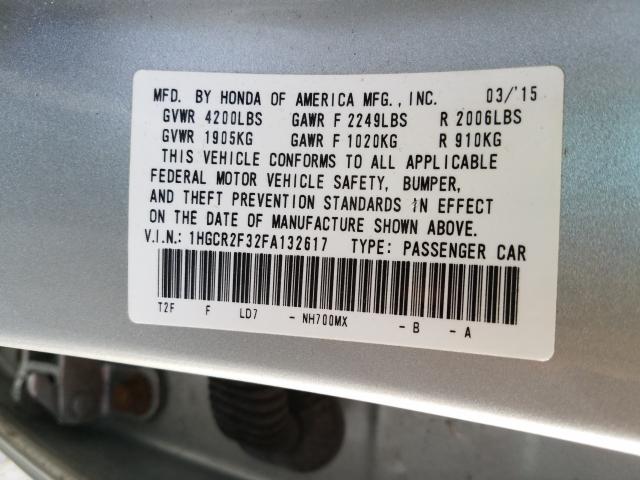 MFD. BY HONDA OF AMERICA MFG., INC. 03/'15
GVWR 4200LBS GAWR F 2249LBS R 2006LBS
GVWR 1905KG GAWR F 1020KG R 910KG
THIS VEHICLE CONFORMS TO ALL APPLICABLE
FEDERAL MOTOR VEHICLE SAFETY, BUMPER,
AND THEFT PREVENTION STANDARDS IN EFFECT
ON THE DATE OF MANUFACTURE SHOWN ABOVE.
V.I.N.: 1HGCR2F32FA132617 TYPE: PASSENGER CAR
T2F F LD7 - NH700MX - B - A